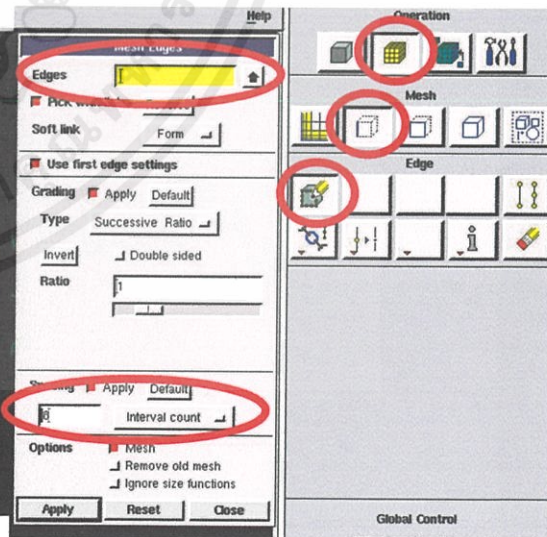 Help
Mesh Edges
Edges
Pick with
Soft link
Form
Use first edge settings
Grading Apply Default
Type Successive Ratio
Invert Double sided
Ratio
1
Spacing Apply Default
Interval count
Options
Mesh
Remove old mesh
Ignore size functions
Apply Reset Close
Operation
Mesh
Edge
Global Control